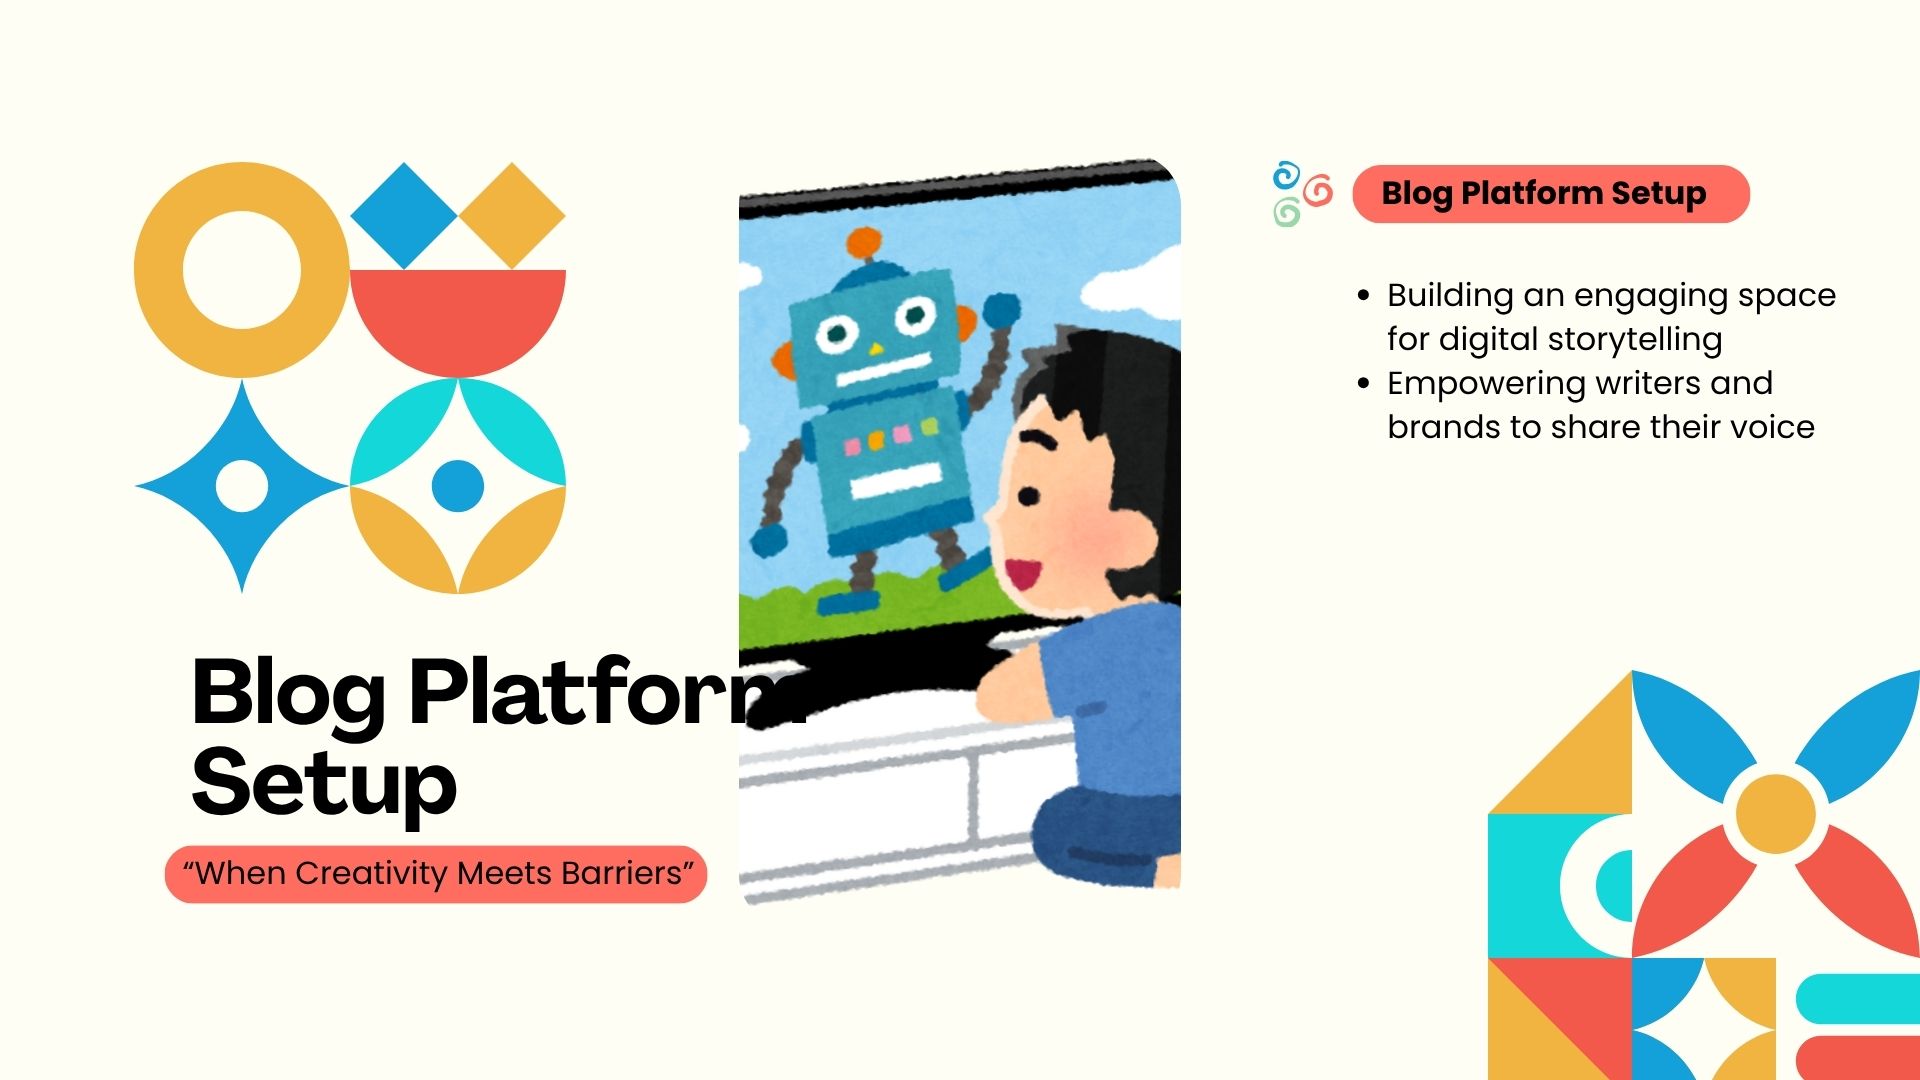 Blog Platform
Setup
“When Creativity Meets Barriers”
Blog Platform Setup
• Building an engaging space
for digital storytelling
• Empowering writers and
brands to share their voice